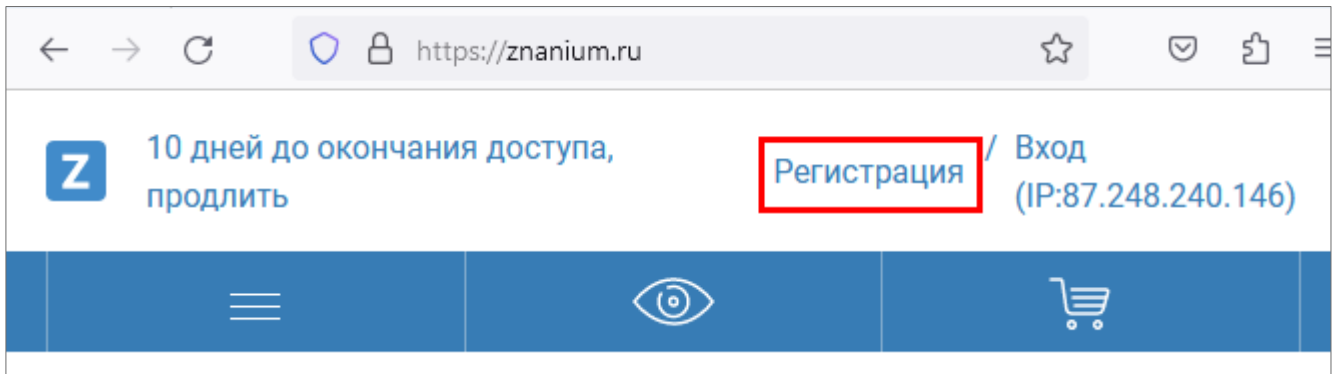 https://znanium.ru
Z
10 дней до окончания доступа,
продлить
Регистрация / Вход
(IP:87.248.240.146)